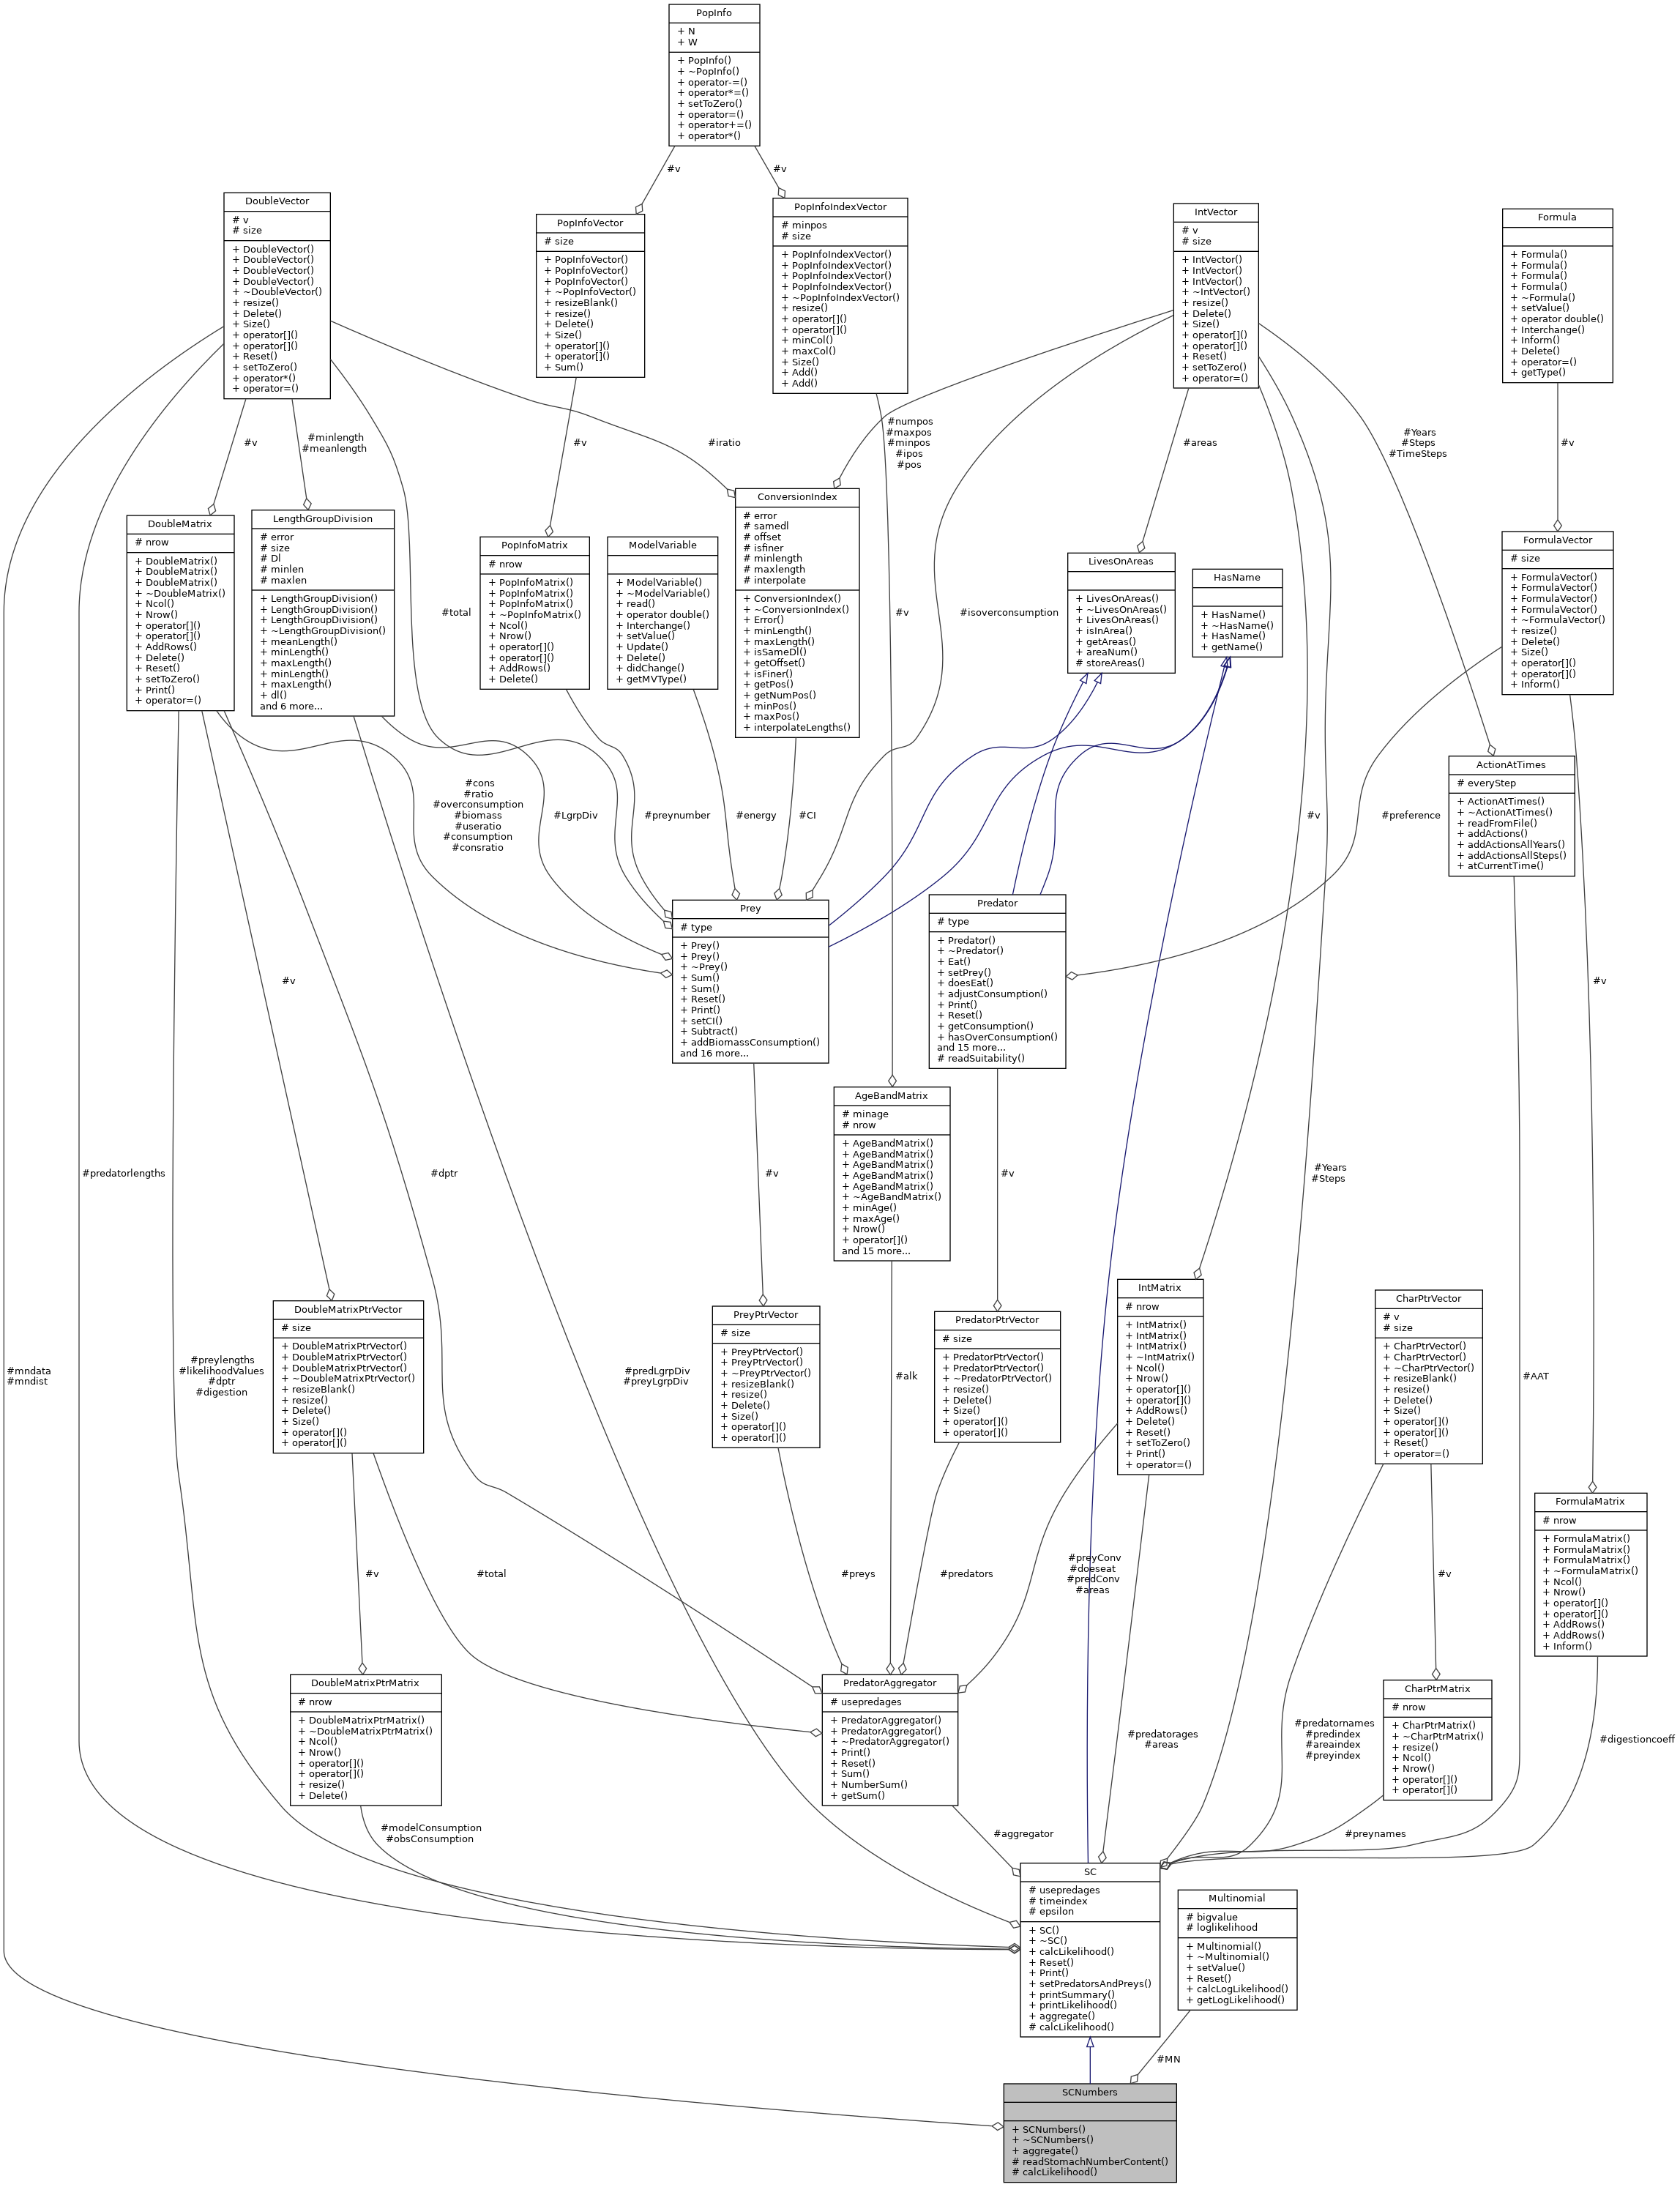 PopInfo
+ N
+ W
+ PopInfo()
+ ~PopInfo()
+ operator-=()
+ operator*=()
+ setToZero()
+ operator=()
+ operator+=()
+ operator*()
#v
#v
DoubleVector
# v
# size
+ DoubleVector()
+ DoubleVector()
+ DoubleVector()
+ DoubleVector()
+ ~DoubleVector()
+ resize()
+ Delete()
+ Size()
+ operator[]()
+ operator[]()
+ Reset()
+ setToZero()
+ operator*()
+ operator=()
PopInfoVector
# size
+ PopInfoVector()
+ PopInfoVector()
+ PopInfoVector()
+ ~PopInfoVector()
+ resizeBlank()
+ resize()
+ Delete()
+ Size()
+ operator[]()
+ operator[]()
+ Sum()
PopInfoIndexVector
# minpos
# size
+ PopInfoIndexVector()
+ PopInfoIndexVector()
+ PopInfoIndexVector()
+ PopInfoIndexVector()
+ ~PopInfoIndexVector()
+ resize()
+ operator[]()
+ operator[]()
+ minCol()
+ maxCol()
+ Size()
+ Add()
+ Add()
IntVector
# v
# size
+ IntVector()
+ IntVector()
+ IntVector()
+ ~IntVector()
+ resize()
+ Delete()
+ Size()
+ operator[]()
+ operator[]()
+ Reset()
+ setToZero()
+ operator=()
Formula
+ Formula()
+ Formula()
+ Formula()
+ Formula()
+ ~Formula()
+ setValue()
+ operator double()
+ Interchange()
+ Inform()
+ Delete()
+ operator=()
+ getType()
#v
#minlength
#meanlength
#v
#iratio
#numpos
#maxpos
#minpos
#ipos
#pos
#areas
#Years
#Steps
#TimeSteps
#v
DoubleMatrix
# nrow
+ DoubleMatrix()
+ DoubleMatrix()
+ DoubleMatrix()
+ ~DoubleMatrix()
+ Ncol()
+ Nrow()
+ operator[]()
+ operator[]()
+ AddRows()
+ Delete()
+ Reset()
+ setToZero()
+ Print()
+ operator=()
LengthGroupDivision
# error
# size
# Dl
# minlen
# maxlen
+ LengthGroupDivision()
+ LengthGroupDivision()
+ LengthGroupDivision()
+ ~LengthGroupDivision()
+ meanLength()
+ minLength()
+ maxLength()
+ minLength()
+ maxLength()
+ dl()
and 6 more...
#total
PopInfoMatrix
# nrow
+ PopInfoMatrix()
+ PopInfoMatrix()
+ PopInfoMatrix()
+ ~PopInfoMatrix()
+ Ncol()
+ Nrow()
+ operator[]()
+ operator[]()
+ AddRows()
+ Delete()
ModelVariable
+ ModelVariable()
+ ~ModelVariable()
+ read()
+ operator double()
+ Interchange()
+ setValue()
+ Update()
+ Delete()
+ didChange()
+ getMVType()
ConversionIndex
# error
# samedl
# offset
# isfiner
# minlength
# maxlength
# interpolate
+ ConversionIndex()
+ ~ConversionIndex()
+ Error()
+ minLength()
+ maxLength()
+ isSameDl()
+ getOffset()
+ isFiner()
+ getPos()
+ getNumPos()
+ minPos()
+ maxPos()
+ interpolateLengths()
#v
#isoverconsumption
LivesOnAreas
+ LivesOnAreas()
+ ~LivesOnAreas()
+ LivesOnAreas()
+ isInArea()
+ getAreas()
+ areaNum()
# storeAreas()
HasName
+ HasName()
+ ~HasName()
+ HasName()
+ getName()
FormulaVector
# size
+ FormulaVector()
+ FormulaVector()
+ FormulaVector()
+ FormulaVector()
+ ~FormulaVector()
+ resize()
+ Delete()
+ Size()
+ operator[]()
+ operator[]()
+ Inform()
#cons
#ratio
#overconsumption
#biomass
#useratio
#consumption
#consratio
#LgrpDiv
#preynumber
#energy
#CI
#v
#preference
ActionAtTimes
# everyStep
+ ActionAtTimes()
+ ~ActionAtTimes()
+ readFromFile()
+ addActions()
+ addActionsAllYears()
+ addActionsAllSteps()
+ atCurrentTime()
Prey
# type
+ Prey()
+ Prey()
+ ~Prey()
+ Sum()
+ Sum()
+ Reset()
+ Print()
+ setCI()
+ Subtract()
+ addBiomassConsumption()
and 16 more...
Predator
# type
+ Predator()
+ ~Predator()
+ Eat()
+ setPrey()
+ doesEat()
+ adjustConsumption()
+ Print()
+ Reset()
+ getConsumption()
+ hasOverConsumption()
and 15 more...
# readSuitability()
#v
#v
#predatorlengths
#dptr
#v
AgeBandMatrix
# minage
# nrow
+ AgeBandMatrix()
+ AgeBandMatrix()
+ AgeBandMatrix()
+ AgeBandMatrix()
+ AgeBandMatrix()
+ ~AgeBandMatrix()
+ minAge()
+ maxAge()
+ Nrow()
+ operator[]()
and 15 more...
#v
#Years
#Steps
#mndata
#mndist
#preylengths
#likelihoodValues
#dptr
#digestion
DoubleMatrixPtrVector
# size
+ DoubleMatrixPtrVector()
+ DoubleMatrixPtrVector()
+ DoubleMatrixPtrVector()
+ ~DoubleMatrixPtrVector()
+ resizeBlank()
+ resize()
+ Delete()
+ Size()
+ operator[]()
+ operator[]()
#predLgrpDiv
#preyLgrpDiv
PreyPtrVector
# size
+ PreyPtrVector()
+ PreyPtrVector()
+ ~PreyPtrVector()
+ resizeBlank()
+ resize()
+ Delete()
+ Size()
+ operator[]()
+ operator[]()
#alk
PredatorPtrVector
# size
+ PredatorPtrVector()
+ PredatorPtrVector()
+ ~PredatorPtrVector()
+ resize()
+ Delete()
+ Size()
+ operator[]()
+ operator[]()
IntMatrix
# nrow
+ IntMatrix()
+ IntMatrix()
+ IntMatrix()
+ ~IntMatrix()
+ Ncol()
+ Nrow()
+ operator[]()
+ operator[]()
+ AddRows()
+ Delete()
+ Reset()
+ setToZero()
+ Print()
+ operator=()
CharPtrVector
# v
# size
+ CharPtrVector()
+ CharPtrVector()
+ ~CharPtrVector()
+ resizeBlank()
+ resize()
+ Delete()
+ Size()
+ operator[]()
+ operator[]()
+ Reset()
+ operator=()
#AAT
#v
#total
#preys
#predators
#preyConv
#doeseat
#predConv
#areas
#v
FormulaMatrix
# nrow
+ FormulaMatrix()
+ FormulaMatrix()
+ FormulaMatrix()
+ ~FormulaMatrix()
+ Ncol()
+ Nrow()
+ operator[]()
+ operator[]()
+ AddRows()
+ AddRows()
+ Inform()
DoubleMatrixPtrMatrix
# nrow
+ DoubleMatrixPtrMatrix()
+ ~DoubleMatrixPtrMatrix()
+ Ncol()
+ Nrow()
+ operator[]()
+ operator[]()
+ resize()
+ Delete()
PredatorAggregator
# usepredages
+ PredatorAggregator()
+ PredatorAggregator()
+ ~PredatorAggregator()
+ Print()
+ Reset()
+ Sum()
+ NumberSum()
+ getSum()
#predatorages
#areas
#predatornames
#predindex
#areaindex
#preyindex
CharPtrMatrix
# nrow
+ CharPtrMatrix()
+ ~CharPtrMatrix()
+ resize()
+ Ncol()
+ Nrow()
+ operator[]()
+ operator[]()
#digestioncoeff
#modelConsumption
#obsConsumption
#aggregator
#preynames
SC
# usepredages
# timeindex
# epsilon
+ SC()
+ ~SC()
+ calcLikelihood()
+ Reset()
+ Print()
+ setPredatorsAndPreys()
+ printSummary()
+ printLikelihood()
+ aggregate()
# calcLikelihood()
Multinomial
# bigvalue
# loglikelihood
+ Multinomial()
+ ~Multinomial()
+ setValue()
+ Reset()
+ calcLogLikelihood()
+ getLogLikelihood()
#MN
SCNumbers
+ SCNumbers()
+ ~SCNumbers()
+ aggregate()
# readStomachNumberContent()
# calcLikelihood()